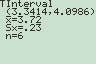 TInterval
(3.3414,4.0986)
x̄=3.72
Sx=.23
n=6